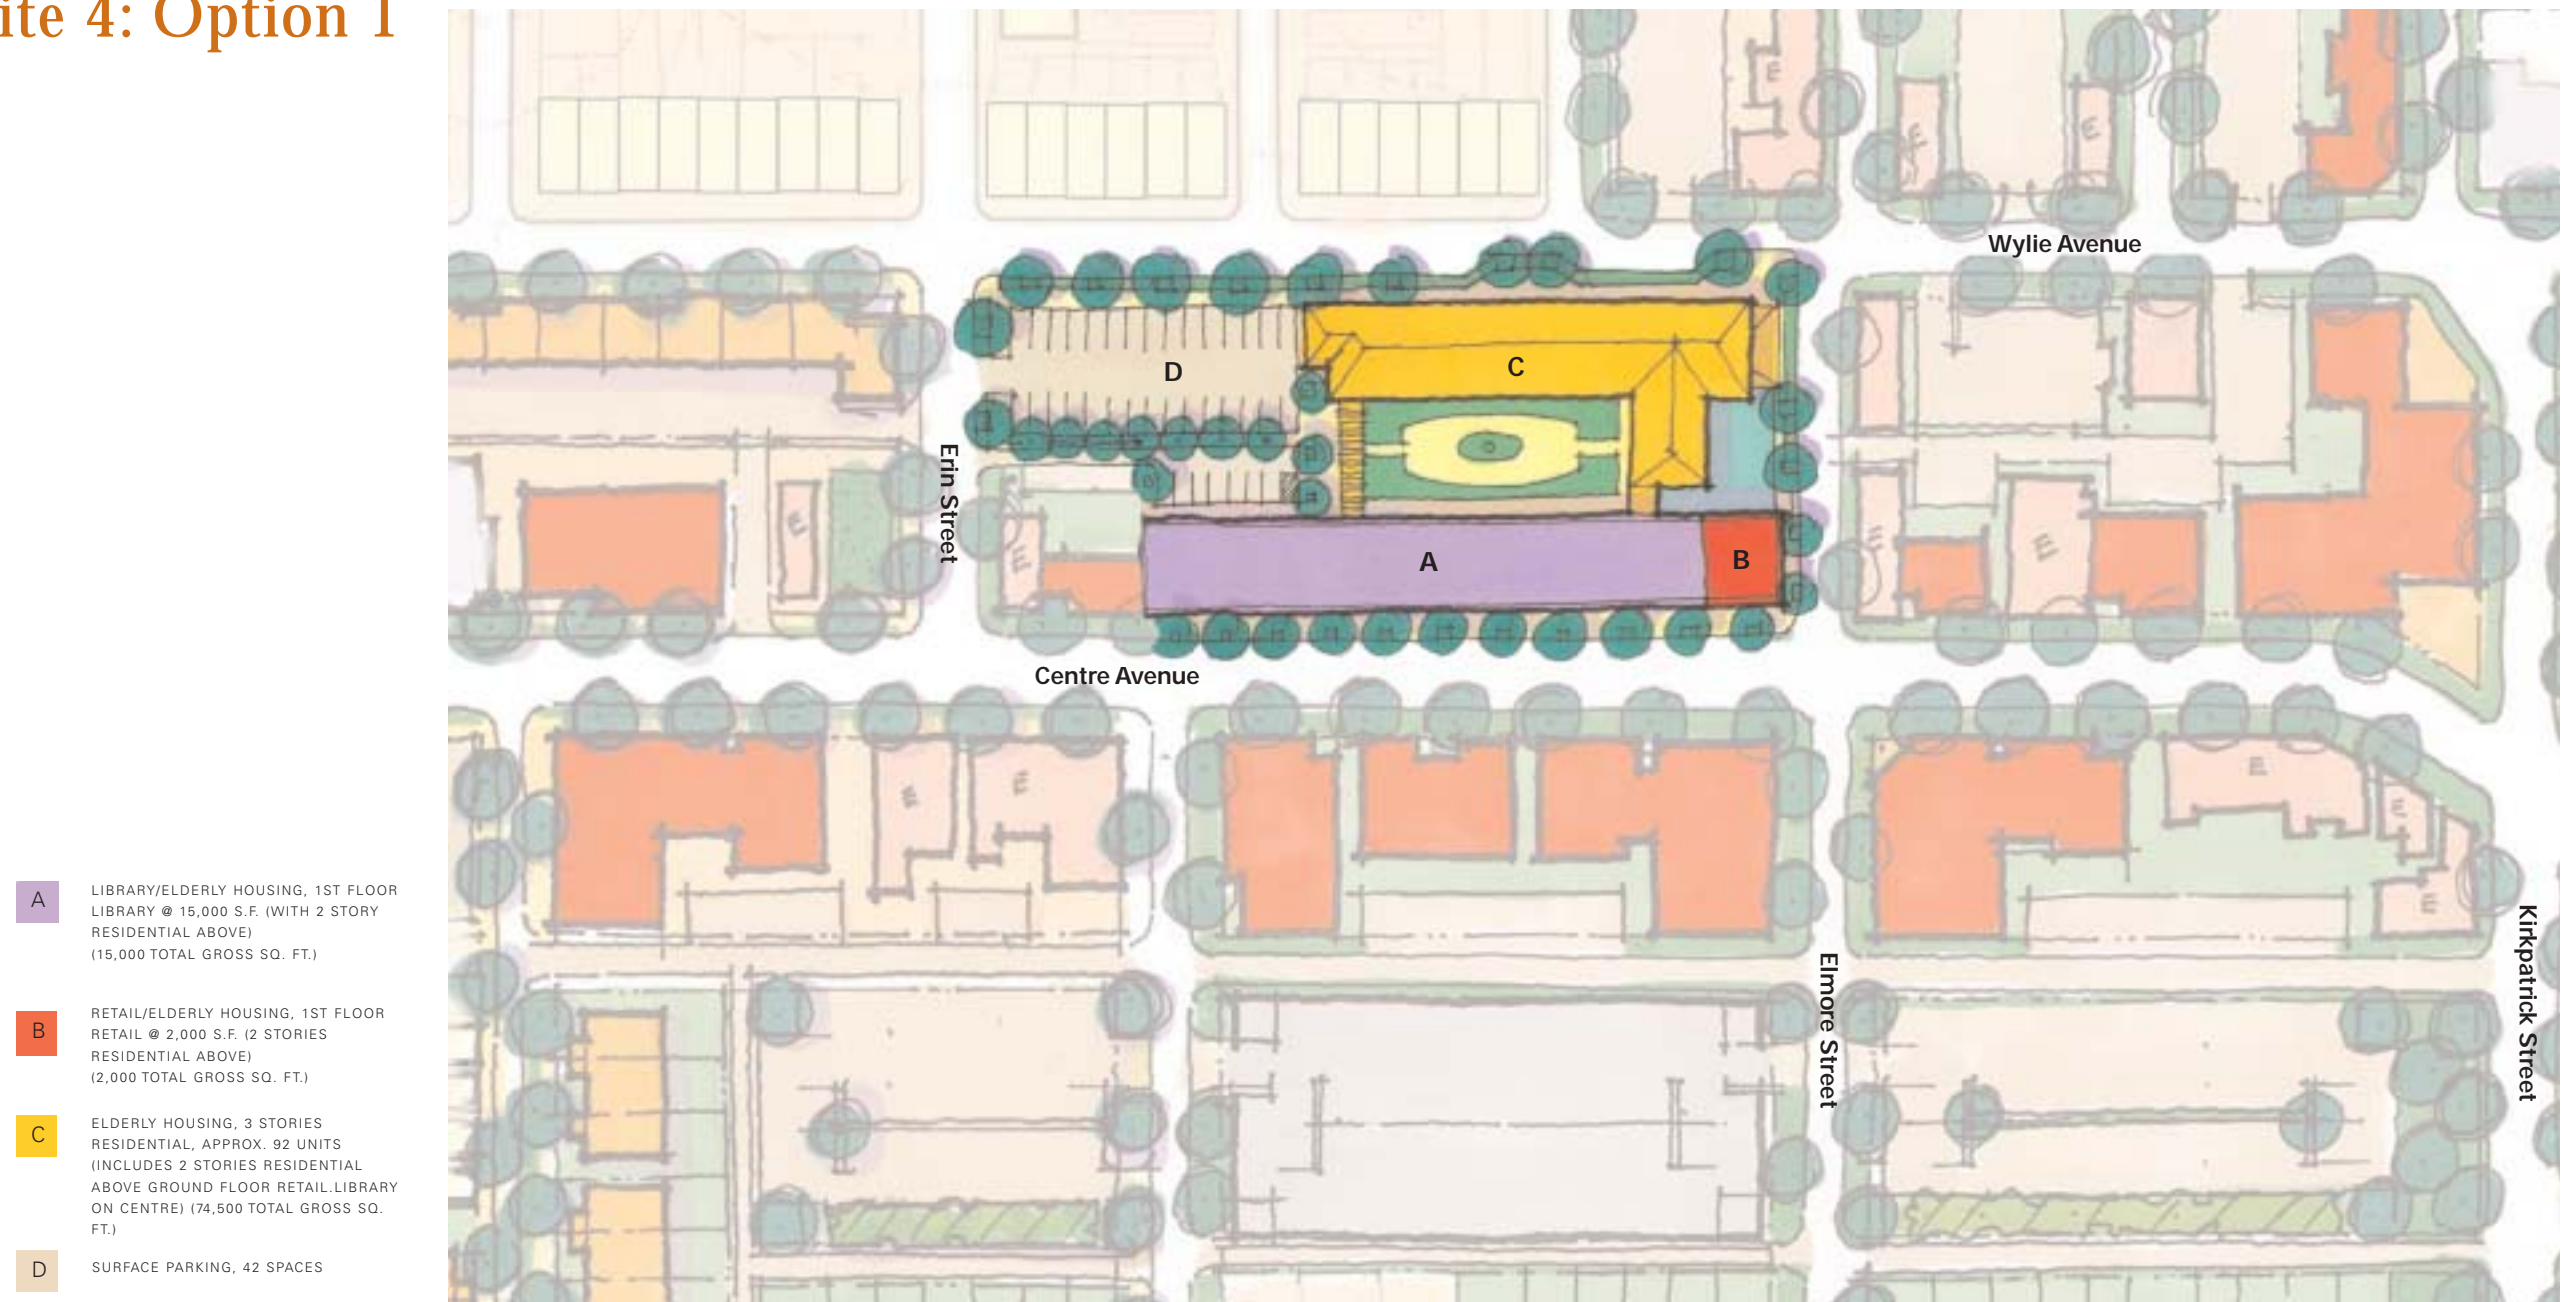 ite 4: Option 1
Wylie Avenue
D
C
Erin Street
A
B
Centre Avenue
Elmore Street
Kirkpatrick Street
E
E
E
E
E
E
E
E
E
E
E
E
A
LIBRARY/ELDERLY HOUSING, 1ST FLOOR
LIBRARY @ 15,000 S.F. (WITH 2 STORY
RESIDENTIAL ABOVE)
(15,000 TOTAL GROSS SQ. FT.)
B
RETAIL/ELDERLY HOUSING, 1ST FLOOR
RETAIL @ 2,000 S.F. (2 STORIES
RESIDENTIAL ABOVE)
(2,000 TOTAL GROSS SQ. FT.)
C
ELDERLY HOUSING, 3 STORIES
RESIDENTIAL, APPROX. 92 UNITS
(INCLUDES 2 STORIES RESIDENTIAL
ABOVE GROUND FLOOR RETAIL.LIBRARY
ON CENTRE) (74,500 TOTAL GROSS SQ.
FT.)
D
SURFACE PARKING, 42 SPACES